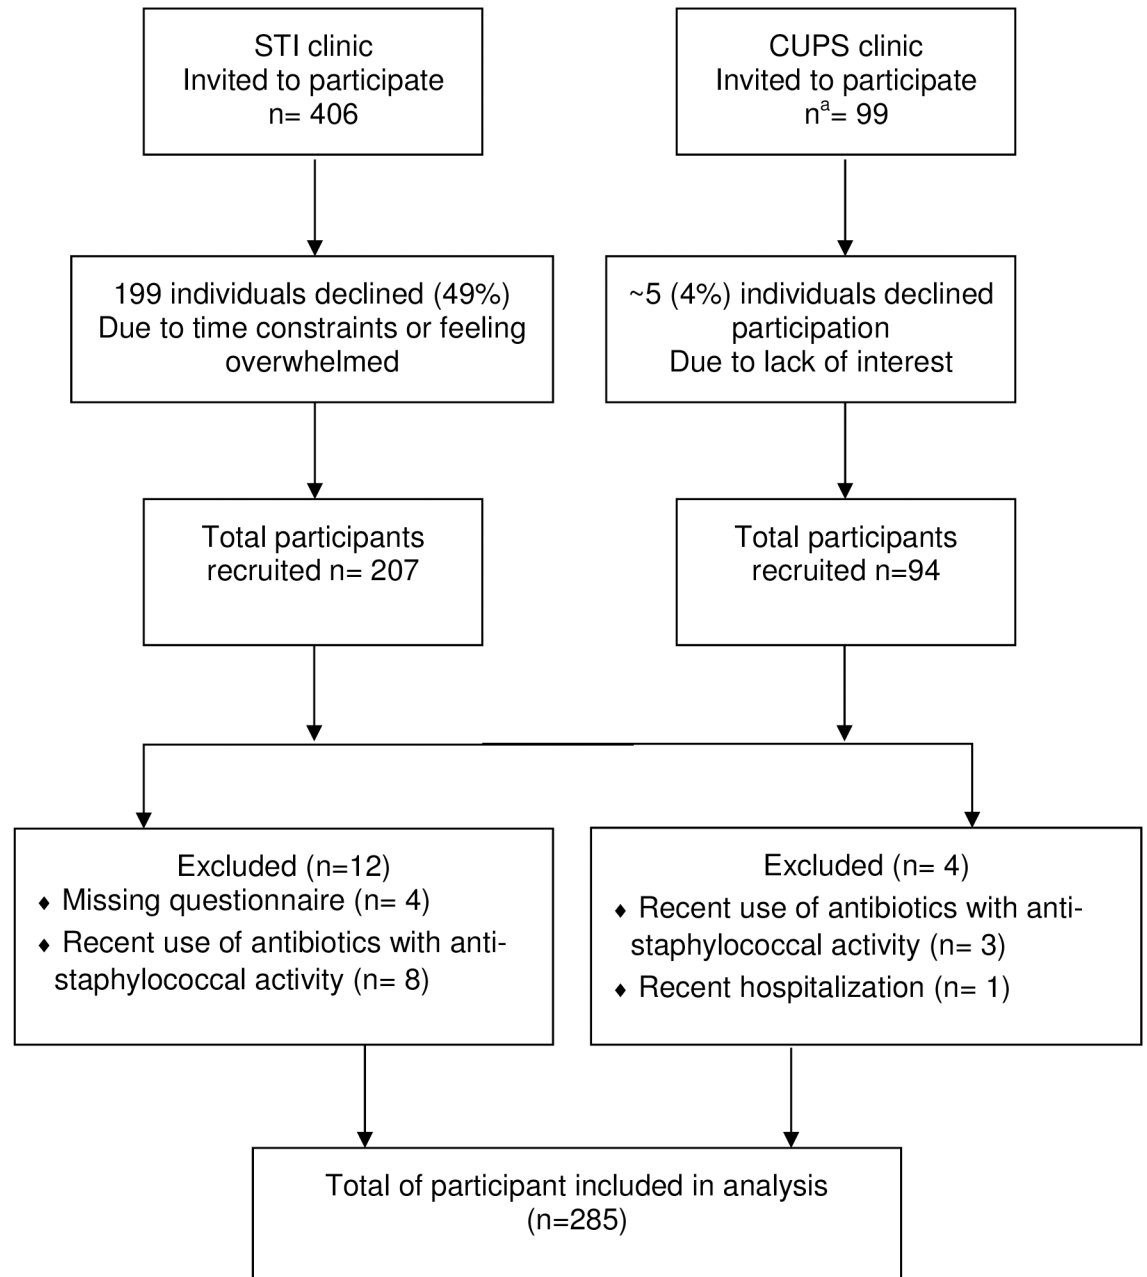 STI clinic
Invited to participate
n= 406
CUPS clinic
Invited to participate
nª= 99
199 individuals declined (49%)
Due to time constraints or feeling
overwhelmed
~5 (4%) individuals declined
participation
Due to lack of interest
Total participants
recruited n= 207
Total participants
recruited n=94
Excluded (n=12)
♦ Missing questionnaire (n= 4)
♦ Recent use of antibiotics with anti-
staphylococcal activity (n= 8)
Excluded (n= 4)
♦ Recent use of antibiotics with anti-
staphylococcal activity (n= 3)
♦ Recent hospitalization (n= 1)
Total of participant included in analysis
(n=285)